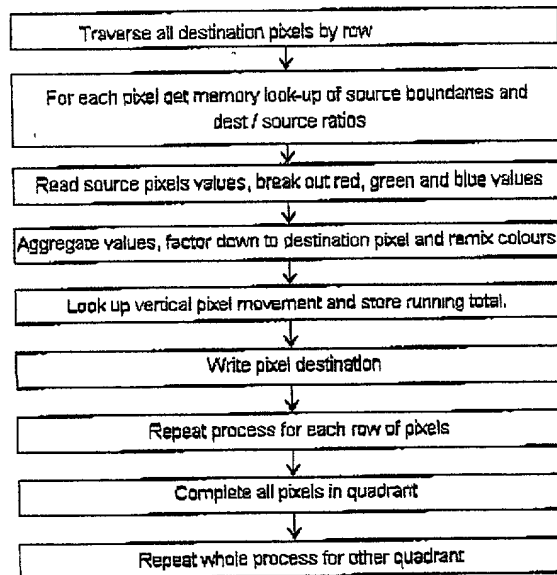 Traverse all destination pixels by row
For each pixel get memory look-up of source boundaries and
dest / source ratios
Read source pixels values, break out red, green and blue values
Aggregate values, factor down to destination pixel and remix colours
Look up vertical pixel movement and store running total.
Write pixel destination
Repeat process for each row of pixels
Complete all pixels in quadrant
Repeat whole process for other quadrant